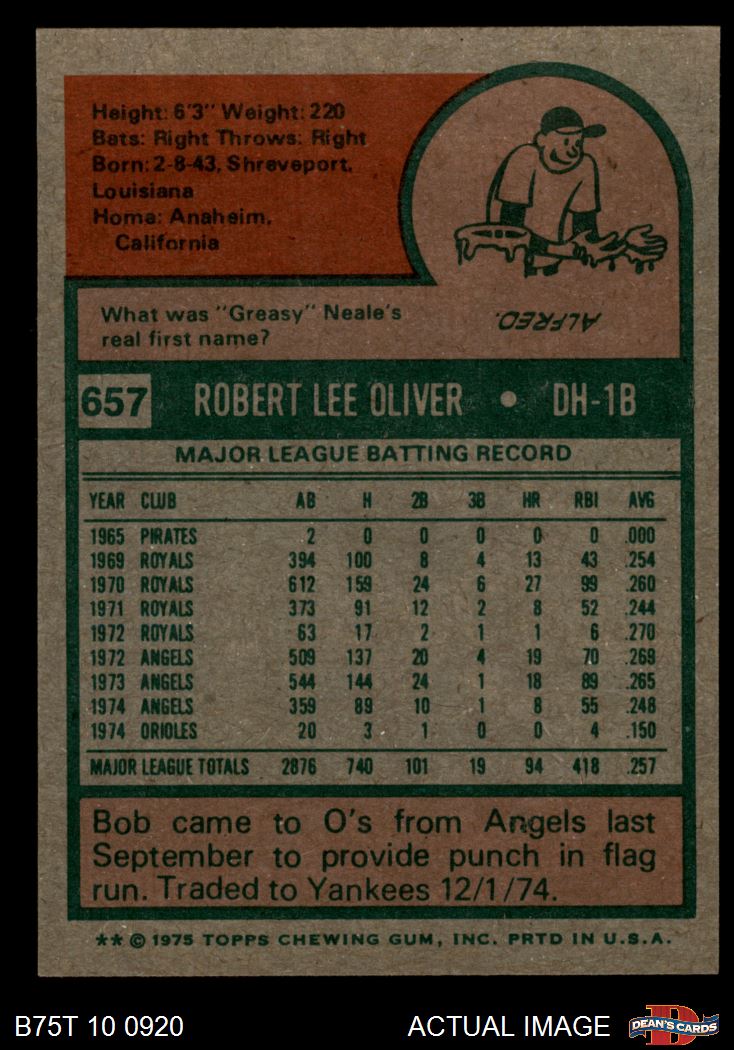 Height: 6'3" Weight: 220
Bats: Right Throws: Right
Born: 2-8-43, Shreveport,
Louisiana
Home: Anaheim,
California
What was "Greasy" Neale's
real first name?
ALFRED.
657 ROBERT LEE OLIVER • DH-1B
MAJOR LEAGUE BATTING RECORD
YEAR CLUB AB H 2B 3B HR RBI AVG
1965 PIRATES 2 0 0 0 0 0 .000
1969 ROYALS 394 100 8 4 13 43 .254
1970 ROYALS 612 159 24 6 27 99 .260
1971 ROYALS 373 91 12 2 8 52 .244
1972 ROYALS 63 17 2 1 1 6 .270
1972 ANGELS 509 137 20 4 19 70 .269
1973 ANGELS 544 144 24 1 18 89 .265
1974 ANGELS 359 89 10 1 8 55 .248
1974 ORIOLES 20 3 1 0 0 4 .150
MAJOR LEAGUE TOTALS 2876 740 101 19 94 418 .257
Bob came to O's from Angels last
September to provide punch in flag
run. Traded to Yankees 12/1/74.
** © 1975 TOPPS CHEWING GUM, INC. PRTD IN U.S.A.
B75T 10 0920 ACTUAL IMAGE DEAN'S CARDS